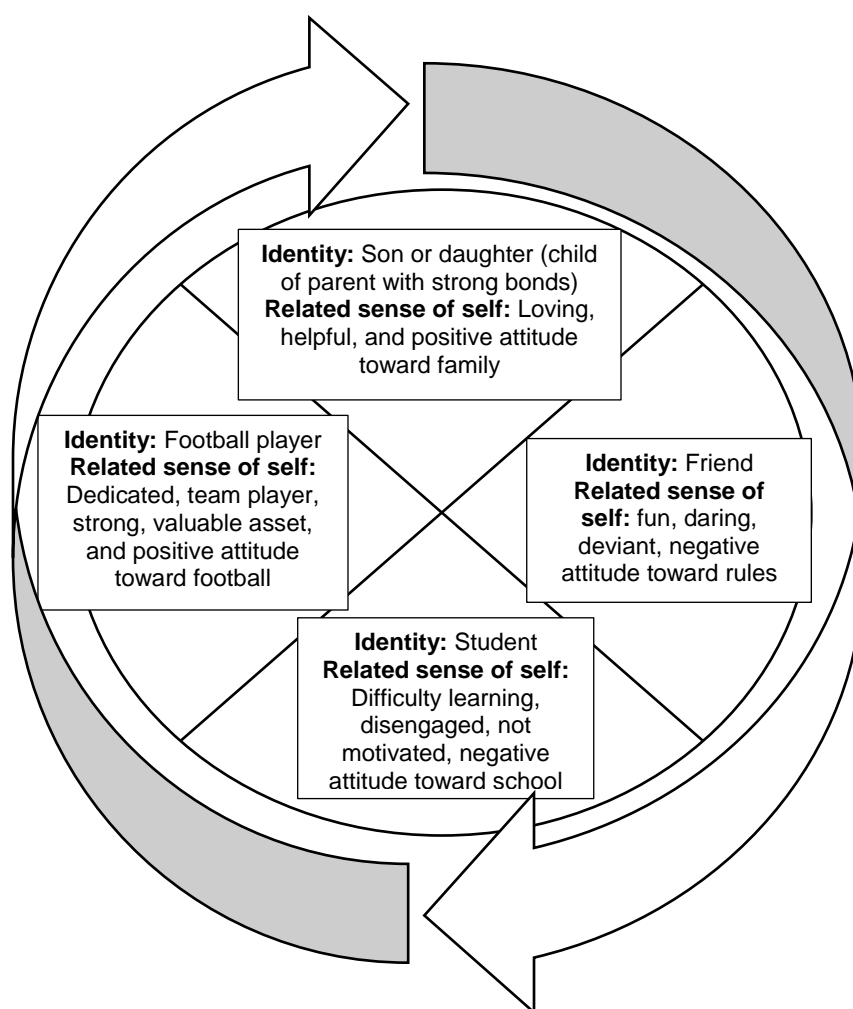 Identity: Son or daughter (child
of parent with strong bonds)
Related sense of self: Loving,
helpful, and positive attitude
toward family
Identity: Football player
Related sense of self:
Dedicated, team player,
strong, valuable asset,
and positive attitude
toward football
Identity: Friend
Related sense of
self: fun, daring,
deviant, negative
attitude toward rules
Identity: Student
Related sense of self:
Difficulty learning,
disengaged, not
motivated, negative
attitude toward school